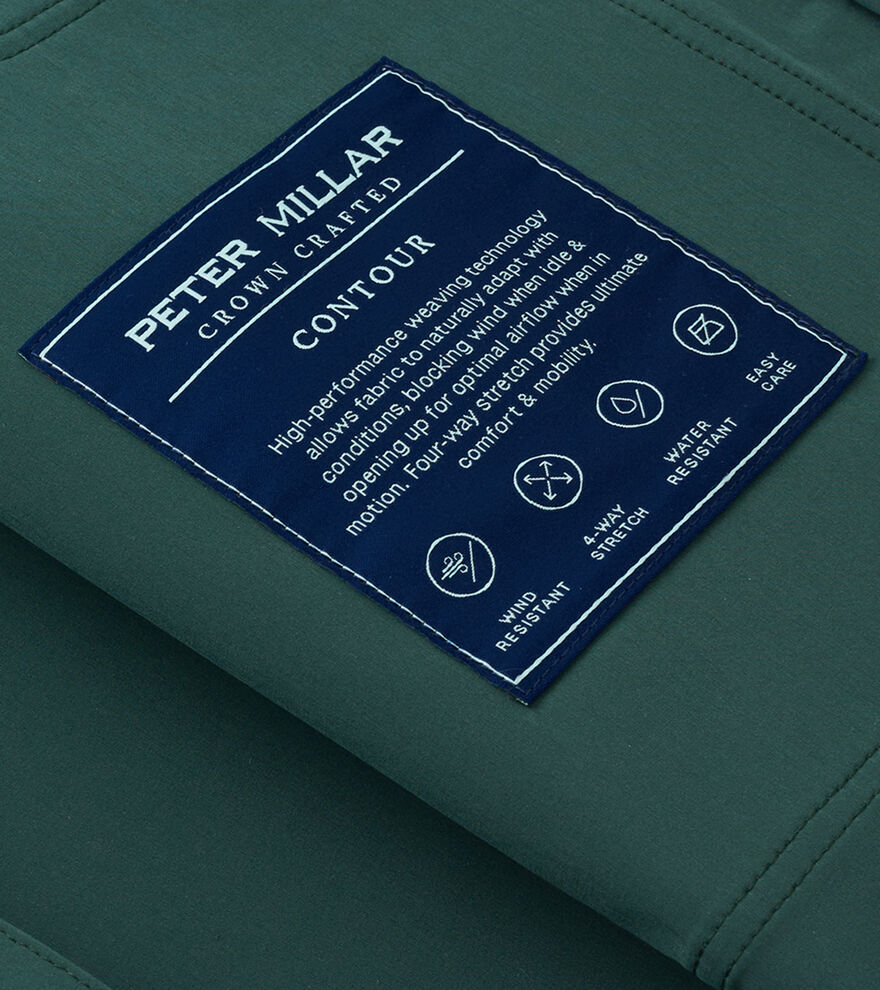 PETER MILLAR
CROWN CRAFTED
CONTOUR
High-performance weaving technology
allows fabric to naturally adapt with
conditions, blocking wind when idle &
opening up for optimal airflow when in
motion. Four-way stretch provides ultimate
comfort & mobility.
WIND
RESISTANT
4-WAY
STRETCH
WATER
RESISTANT
EASY
CARE